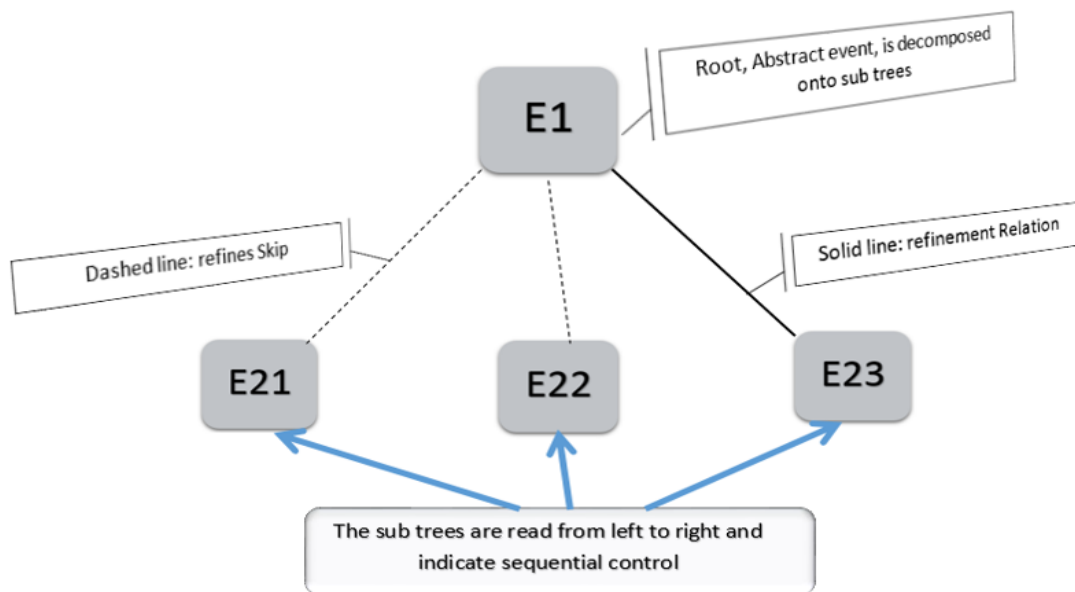 Root, Abstract event, is decomposed
onto sub trees
E1
Dashed line: refines Skip
Solid line: refinement Relation
E21
E22
E23
The sub trees are read from left to right and
indicate sequential control